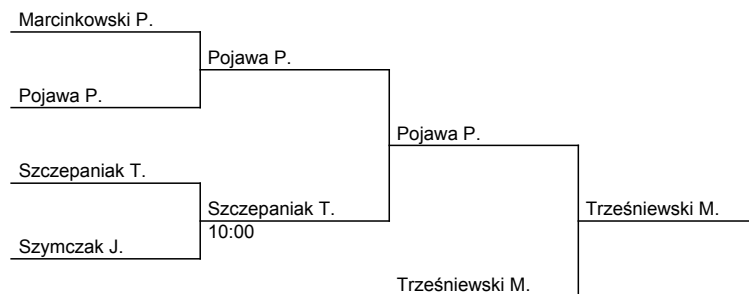 Marcinkowski P.
Pojawa P.
Pojawa P.
Pojawa P.
Szczepaniak T.
Szczepaniak T.
Trześniewski M.
10:00
Szymczak J.
Trześniewski M.